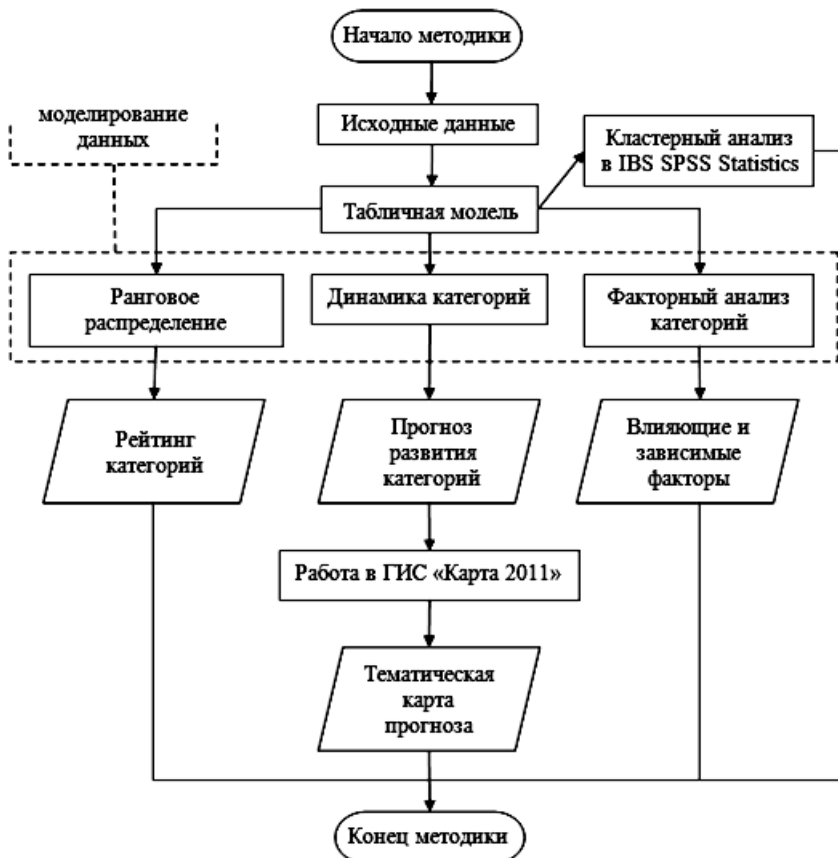 Начало методики
моделирование
данных
Исходные данные
Кластерный анализ
в IBS SPSS Statistics
Табличная модель
Ранговое
распределение
Динамика категорий
Факторный анализ
категорий
Рейтинг
категорий
Прогноз
развития
категорий
Влияющие и
зависимые
факторы
Работа в ГИС «Карта 2011»
Тематическая
карта
прогноза
Конец методики